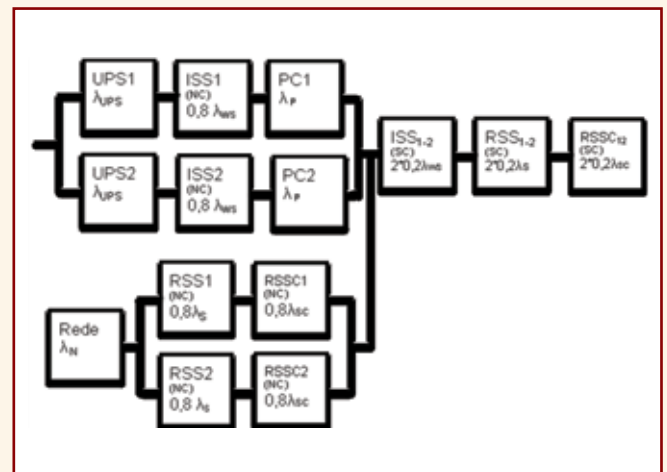 UPS1
λUPS
ISS1
(NC)
0,8 λWS
PC1
λP
UPS2
λUPS
ISS2
(NC)
0,8 λWS
PC2
λP
ISS1-2
(SC)
2*0,2λWS
RSS1-2
(SC)
2*0,2λS
RSSC12
(SC)
2*0,2λSC
Rede
λN
RSS1
(NC)
0,8λS
RSSC1
(NC)
0,8λSC
RSS2
(NC)
0,8 λS
RSSC2
(NC)
0,8λSC